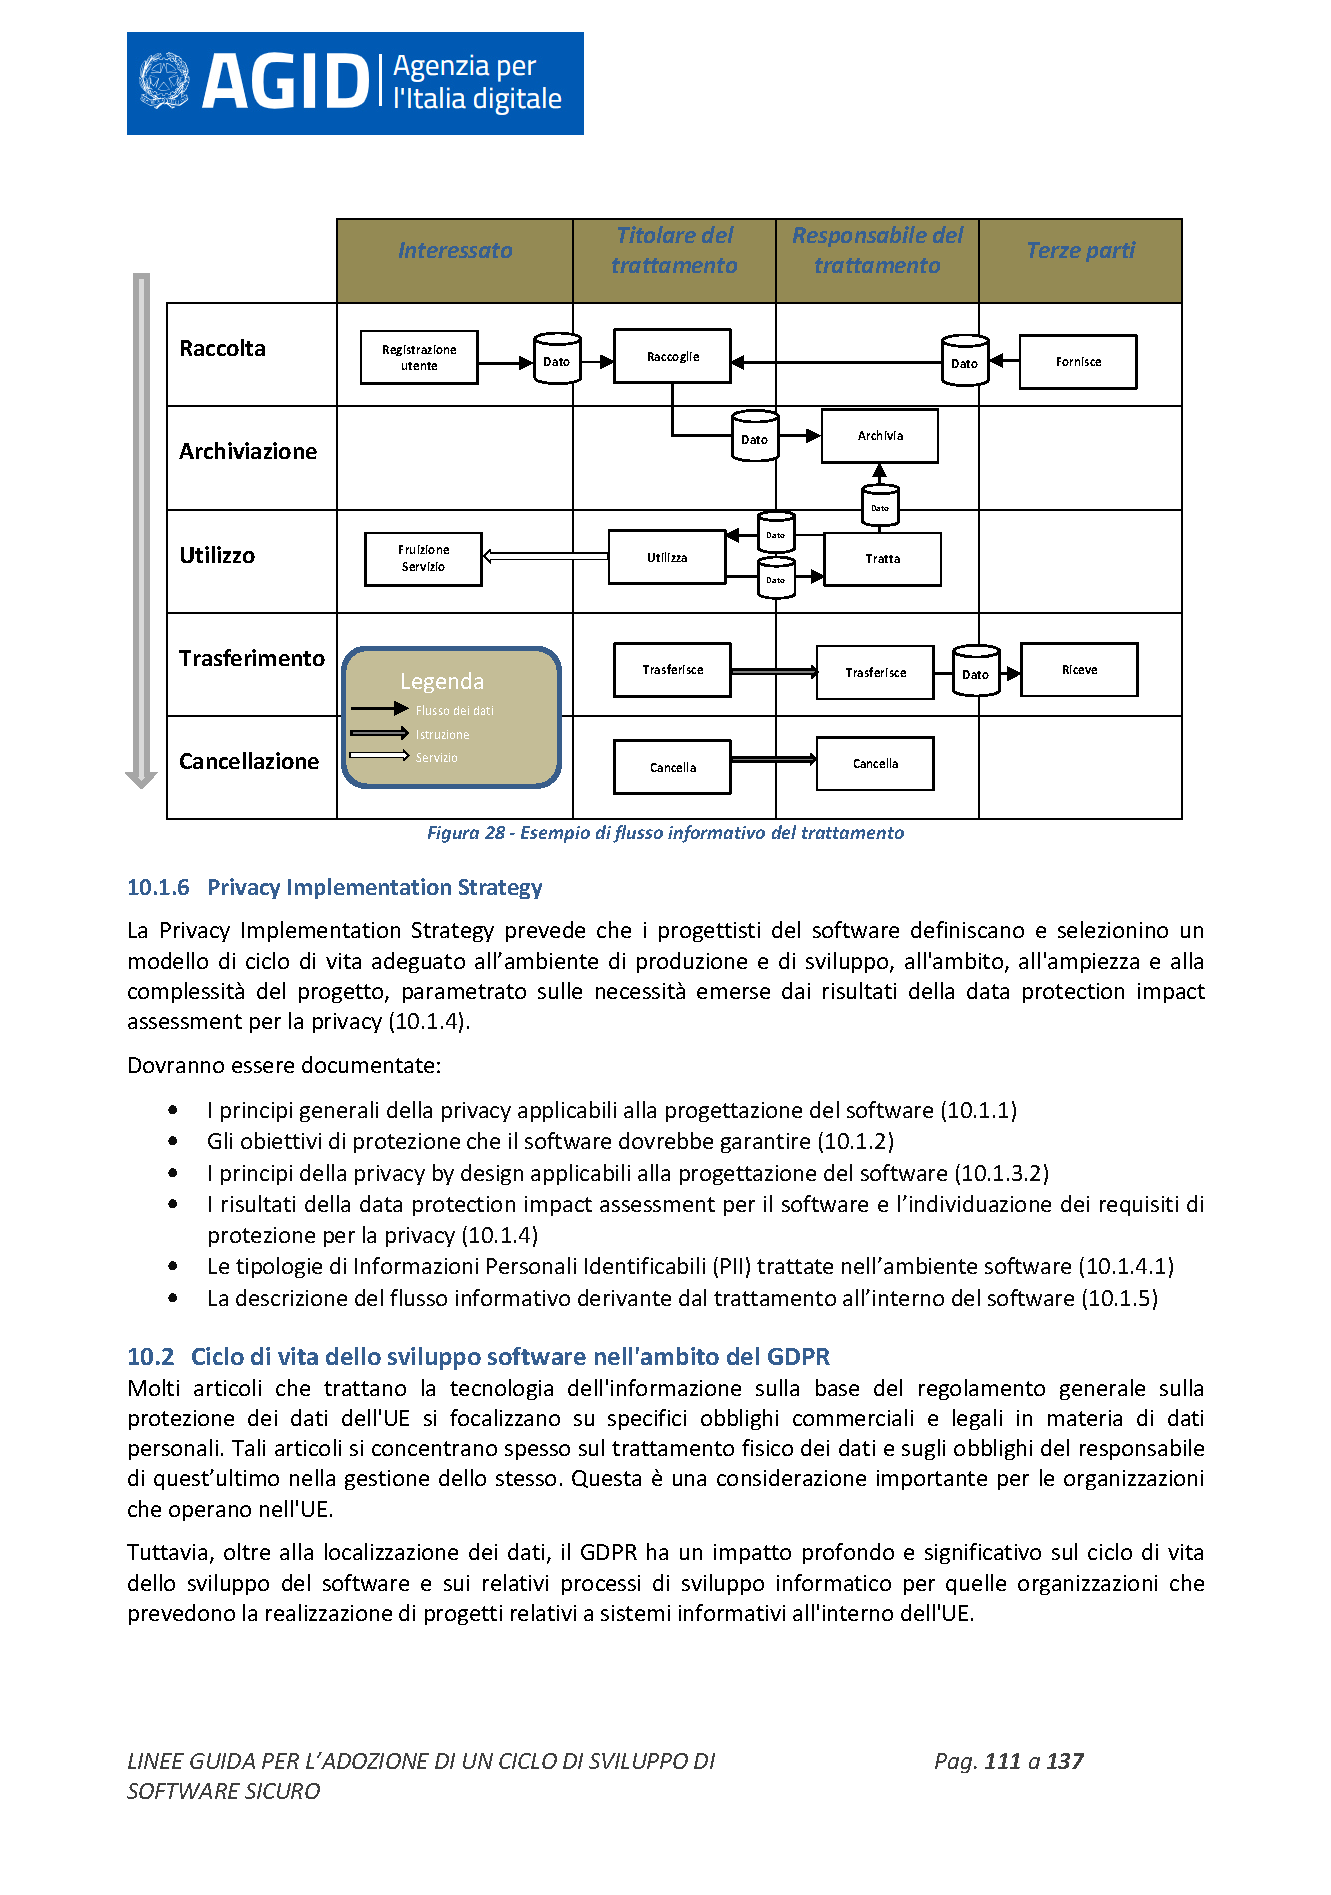 AGID
Agenzia per
l'Italia digitale
Interessato
Titolare del
trattamento
Responsabile del
trattamento
Terze parti
Raccolta
Registrazione
utente
Dato
Raccoglie
Dato
Fornisce
Archiviazione
Dato
Archivia
Dato
Utilizzo
Fruizione
Servizio
Utilizza
Dato
Dato
Tratta
Trasferimento
Trasferisce
Trasferisce
Dato
Riceve
Legenda
Flusso dei dati
Istruzione
Servizio
Cancellazione
Cancella
Cancella
Figura 28 - Esempio di flusso informativo del trattamento
10.1.6 Privacy Implementation Strategy
La Privacy Implementation Strategy prevede che i progettisti del software definiscano e selezionino un
modello di ciclo di vita adeguato all’ambiente di produzione e di sviluppo, all'ambito, all'ampiezza e alla
complessità del progetto, parametrato sulle necessità emerse dai risultati della data protection impact
assessment per la privacy (10.1.4).
Dovranno essere documentate:
• I principi generali della privacy applicabili alla progettazione del software (10.1.1)
• Gli obiettivi di protezione che il software dovrebbe garantire (10.1.2)
• I principi della privacy by design applicabili alla progettazione del software (10.1.3.2)
• I risultati della data protection impact assessment per il software e l’individuazione dei requisiti di
protezione per la privacy (10.1.4)
• Le tipologie di Informazioni Personali Identificabili (PII) trattate nell’ambiente software (10.1.4.1)
• La descrizione del flusso informativo derivante dal trattamento all’interno del software (10.1.5)
10.2 Ciclo di vita dello sviluppo software nell'ambito del GDPR
Molti articoli che trattano la tecnologia dell'informazione sulla base del regolamento generale sulla
protezione dei dati dell'UE si focalizzano su specifici obblighi commerciali e legali in materia di dati
personali. Tali articoli si concentrano spesso sul trattamento fisico dei dati e sugli obblighi del responsabile
di quest’ultimo nella gestione dello stesso. Questa è una considerazione importante per le organizzazioni
che operano nell'UE.
Tuttavia, oltre alla localizzazione dei dati, il GDPR ha un impatto profondo e significativo sul ciclo di vita
dello sviluppo del software e sui relativi processi di sviluppo informatico per quelle organizzazioni che
prevedono la realizzazione di progetti relativi a sistemi informativi all'interno dell'UE.
LINEE GUIDA PER L’ADOZIONE DI UN CICLO DI SVILUPPO DI
SOFTWARE SICURO
Pag. 111 a 137